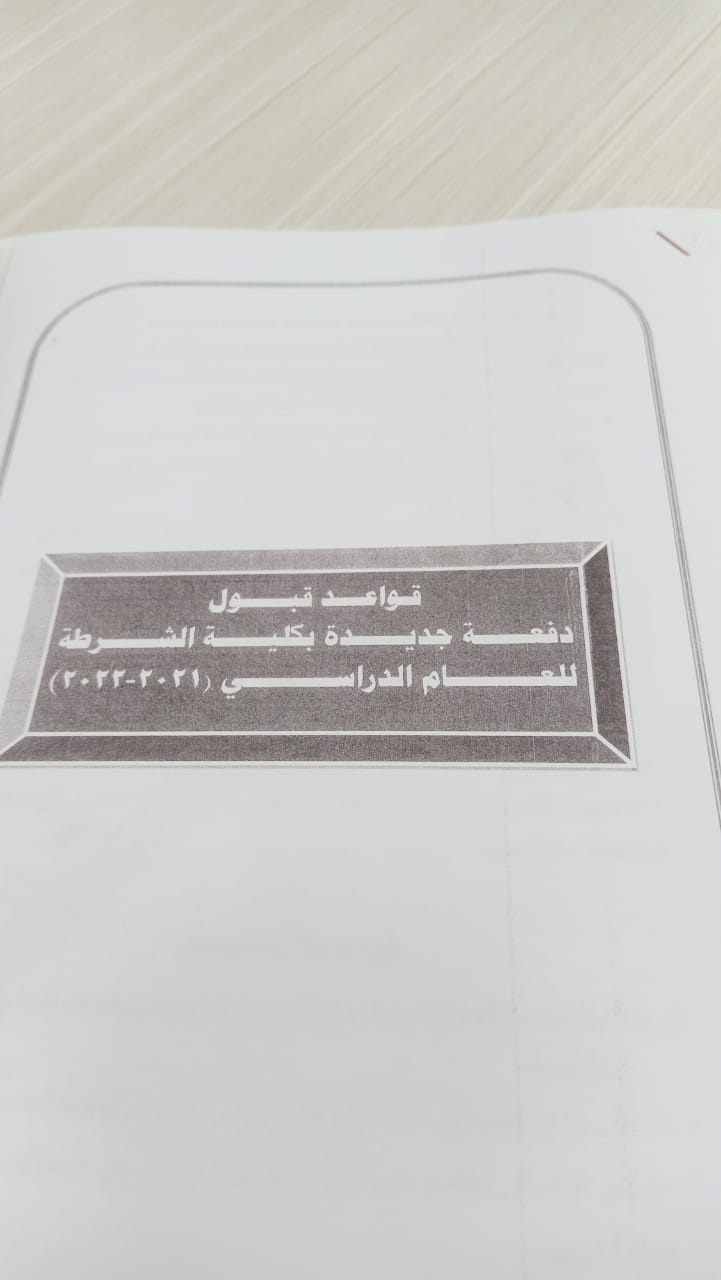 قواعد قبول
دفعة جديدة بكلية الشرطة
للعام الدراسي (٢٠٢١-٢٠٢٢)